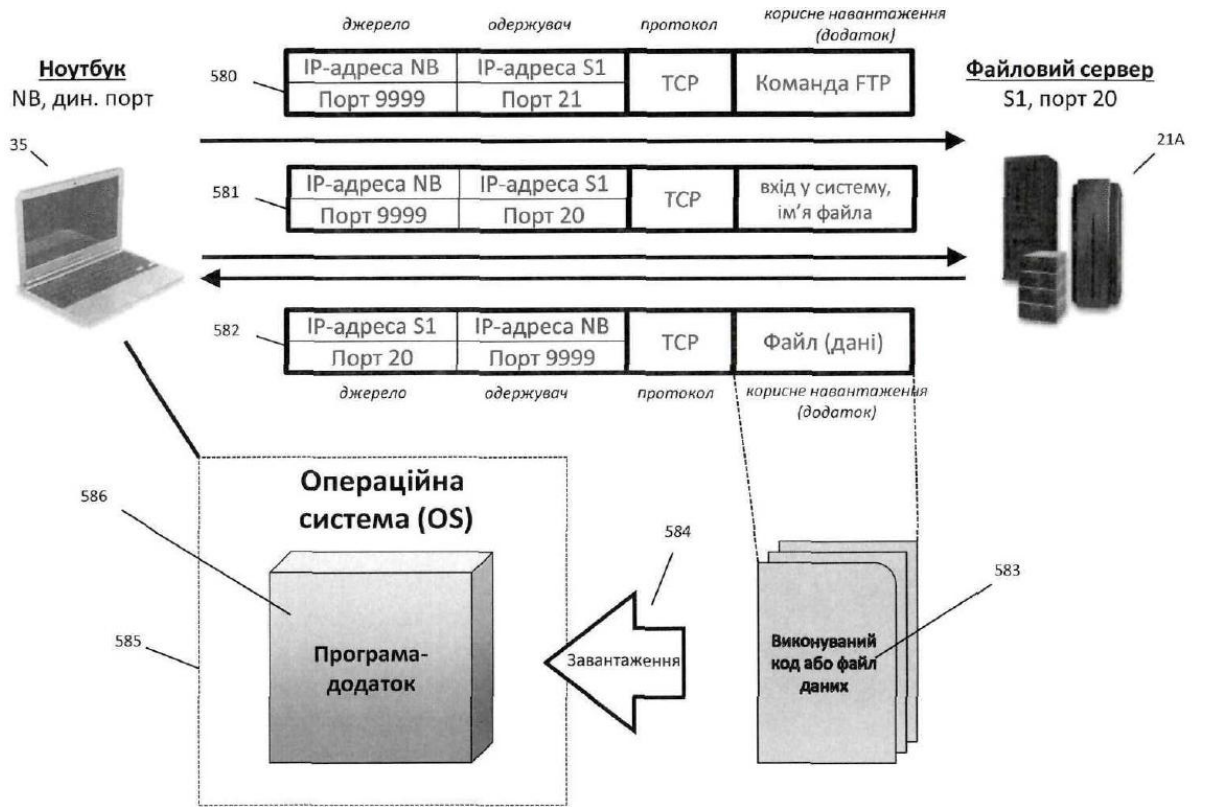 джерело одержувач протокол корисне навантаження
(додаток)
Ноутбук
NB, дин. порт
35
580
IP-адреса NB IP-адреса S1 TCP Команда FTP
Порт 9999 Порт 21
Файловий сервер
S1, порт 20
21A
581
IP-адреса NB IP-адреса S1 TCP вхід у систему,
ім’я файла
Порт 9999 Порт 20
582
IP-адреса S1 IP-адреса NB TCP Файл (дані)
Порт 20 Порт 9999
джерело одержувач протокол корисне навантаження
(додаток)
Операційна
система (OS)
586
585
Програма-
додаток
584
Завантаження
583
Виконуваний
код або файл
даних